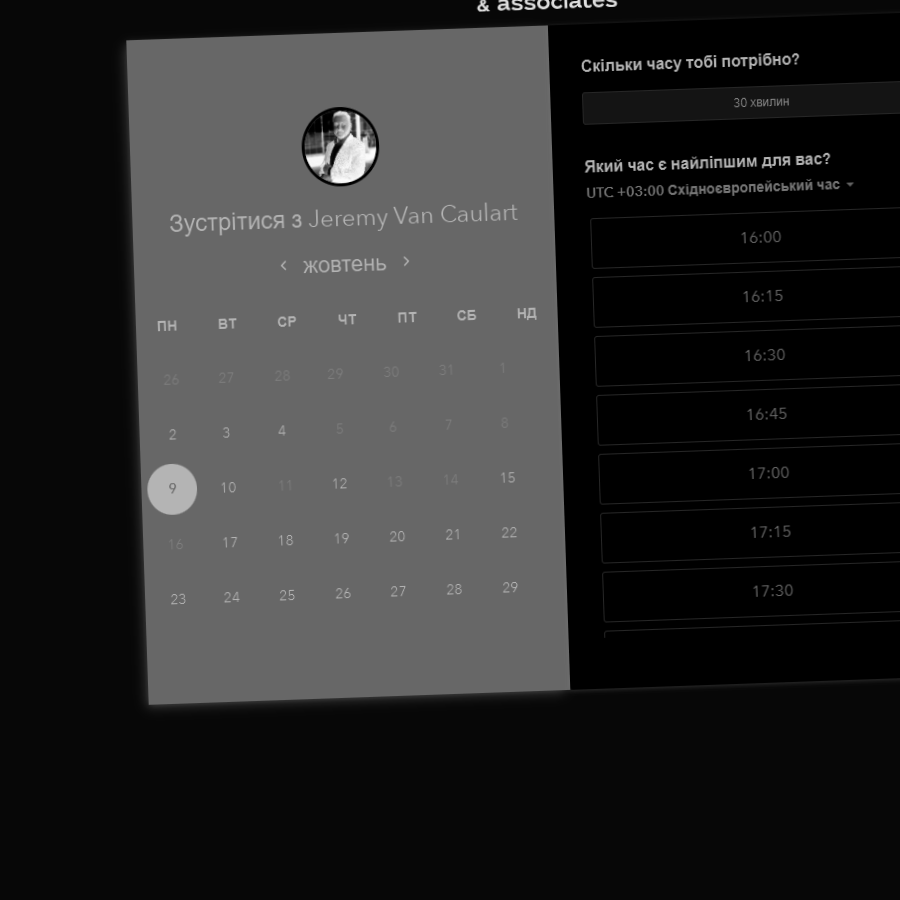 & associates
Зустрітися з Jeremy Van Caulart
< жовтень >
ПН ВТ СР ЧТ ПТ СБ НД
26 27 28 29 30 31 1
2 3 4 5 6 7 8
9 10 11 12 13 14 15
16 17 18 19 20 21 22
23 24 25 26 27 28 29
Скільки часу тобі потрібно?
30 хвилин
Який час є найліпшим для вас?
UTC +03:00 Східноєвропейський час
16:00
16:15
16:30
16:45
17:00
17:15
17:30